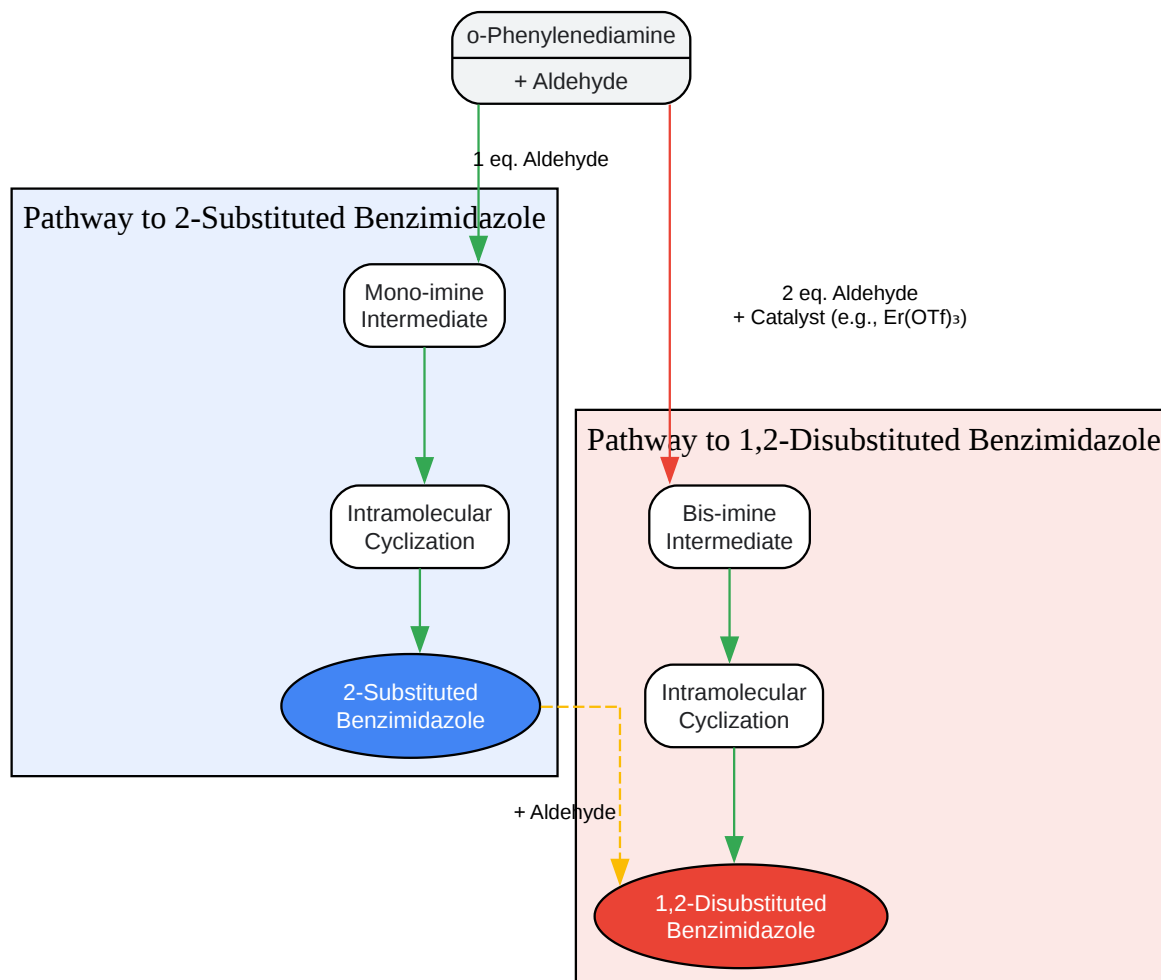 o-Phenylenediamine
+ Aldehyde
1 eq. Aldehyde
Pathway to 2-Substituted Benzimidazole
Mono-imine
Intermediate
2 eq. Aldehyde
+ Catalyst (e.g., Er(OTf)₃)
Pathway to 1,2-Disubstituted Benzimidazole
Intramolecular
Cyclization
Bis-imine
Intermediate
2-Substituted
Benzimidazole
Intramolecular
Cyclization
+ Aldehyde
1,2-Disubstituted
Benzimidazole